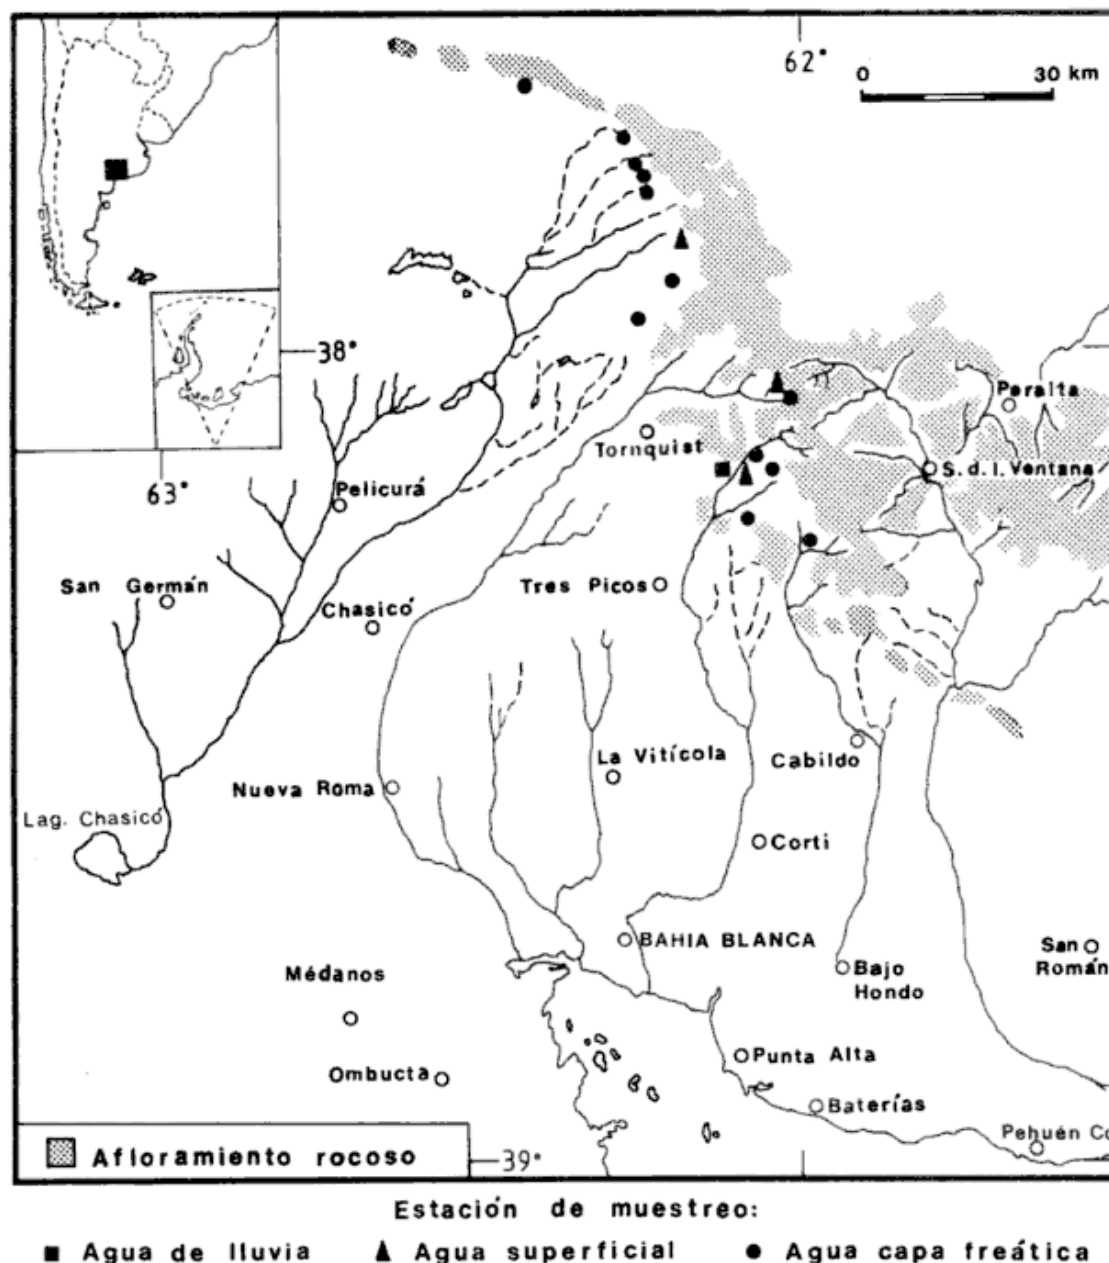 62°
0 30 km
38°
Peralta
Tornquist
S.d.l. Ventana
63°
Pelicurá
San Germán
Tres Picos
Chasicó
La Vitícola
Cabildo
Nueva Roma
Lag. Chasicó
Corti
BAHIA BLANCA
San
Román
Bajo
Hondo
Médanos
Punta Alta
Ombucta
Baterías
Pehuén Co
Afloramiento rocoso
39°
Estación de muestreo:
Agua de lluvia Agua superficial Agua capa freática